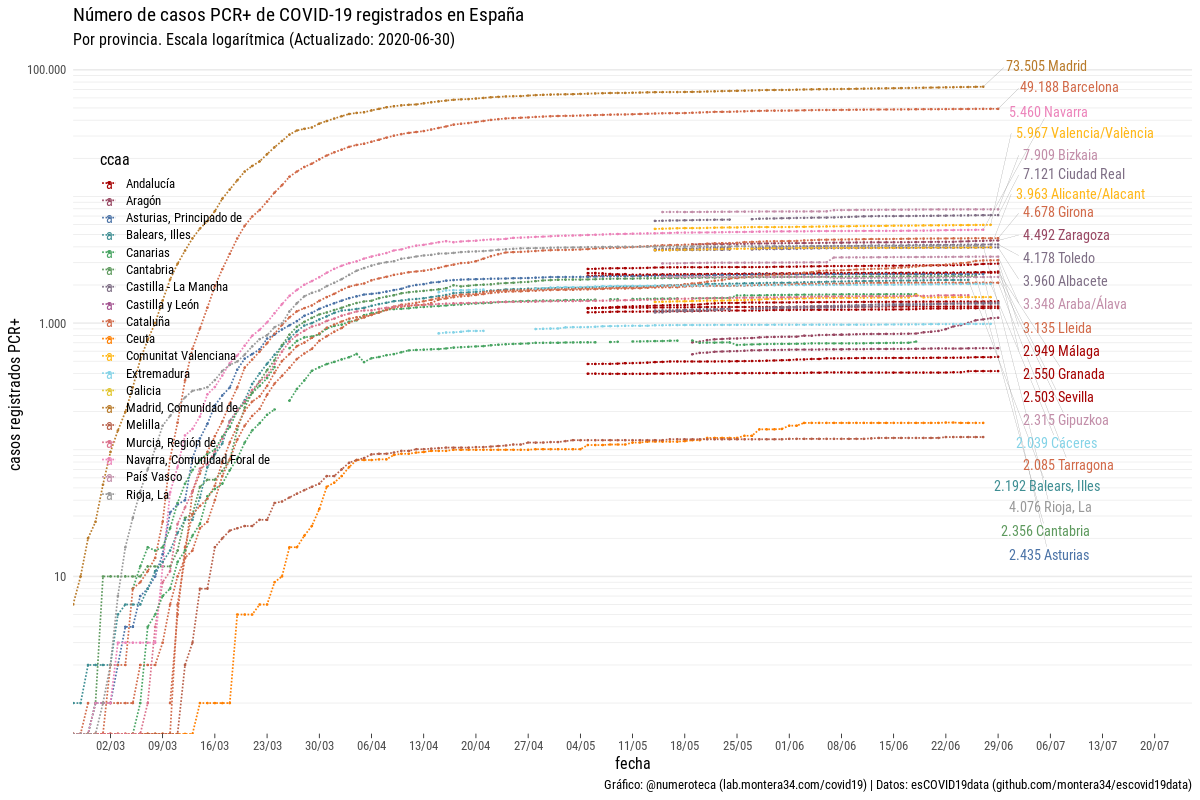 Número de casos PCR+ de COVID-19 registrados en España
Por provincia. Escala logarítmica (Actualizado: 2020-06-30)
100.000
1.000
10
casos registrados PCR+
ccaa
Andalucía
Aragón
Asturias, Principado de
Balears, Illes
Canarias
Cantabria
Castilla - La Mancha
Castilla y León
Cataluña
Ceuta
Comunitat Valenciana
Extremadura
Galicia
Madrid, Comunidad de
Melilla
Murcia, Región de
Navarra, Comunidad Foral de
País Vasco
Rioja, La
73.505 Madrid
49.188 Barcelona
5.460 Navarra
5.967 Valencia/València
7.909 Bizkaia
7.121 Ciudad Real
3.963 Alicante/Alacant
4.678 Girona
4.492 Zaragoza
4.178 Toledo
3.960 Albacete
3.348 Araba/Álava
3.135 Lleida
2.949 Málaga
2.550 Granada
2.503 Sevilla
2.315 Gipuzkoa
2.039 Cáceres
2.085 Tarragona
2.192 Balears, Illes
4.076 Rioja, La
2.356 Cantabria
2.435 Asturias
02/03 09/03 16/03 23/03 30/03 06/04 13/04 20/04 27/04 04/05 11/05 18/05 25/05 01/06 08/06 15/06 22/06 29/06 06/07 13/07 20/07
fecha
Gráfico: @numeroteca (lab.montera34.com/covid19) | Datos: esCOVID19data (github.com/montera34/escovid19data)